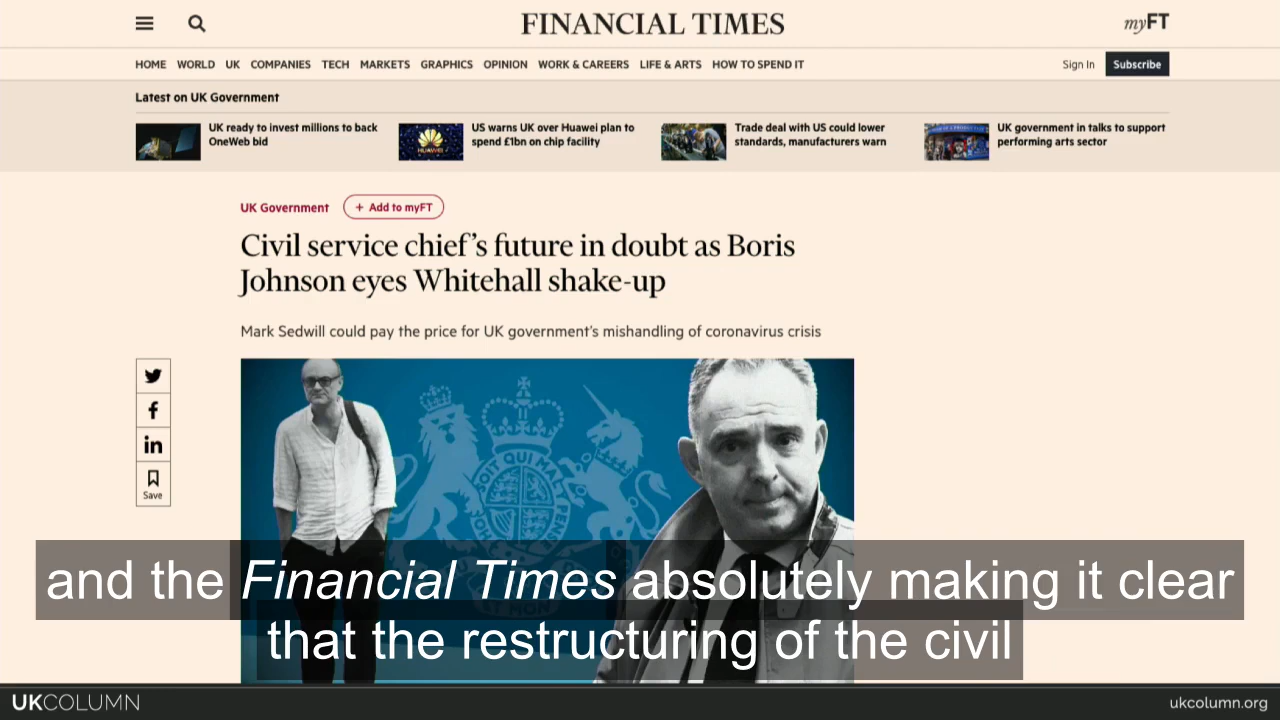 FINANCIAL TIMES
myFT
HOME WORLD UK COMPANIES TECH MARKETS GRAPHICS OPINION WORK & CAREERS LIFE & ARTS HOW TO SPEND IT
Sign In Subscribe
Latest on UK Government
UK ready to invest millions to back
OneWeb bid
US warns UK over Huawei plan to
spend £1bn on chip facility
Trade deal with US could lower
standards, manufacturers warn
UK government in talks to support
performing arts sector
UK Government + Add to myFT
Civil service chief's future in doubt as Boris
Johnson eyes Whitehall shake-up
Mark Sedwill could pay the price for UK government's mishandling of coronavirus crisis
Save
HUAWEI
and the Financial Times absolutely making it clear
that the restructuring of the civil
UKCOLUMN
ukcolumn.org